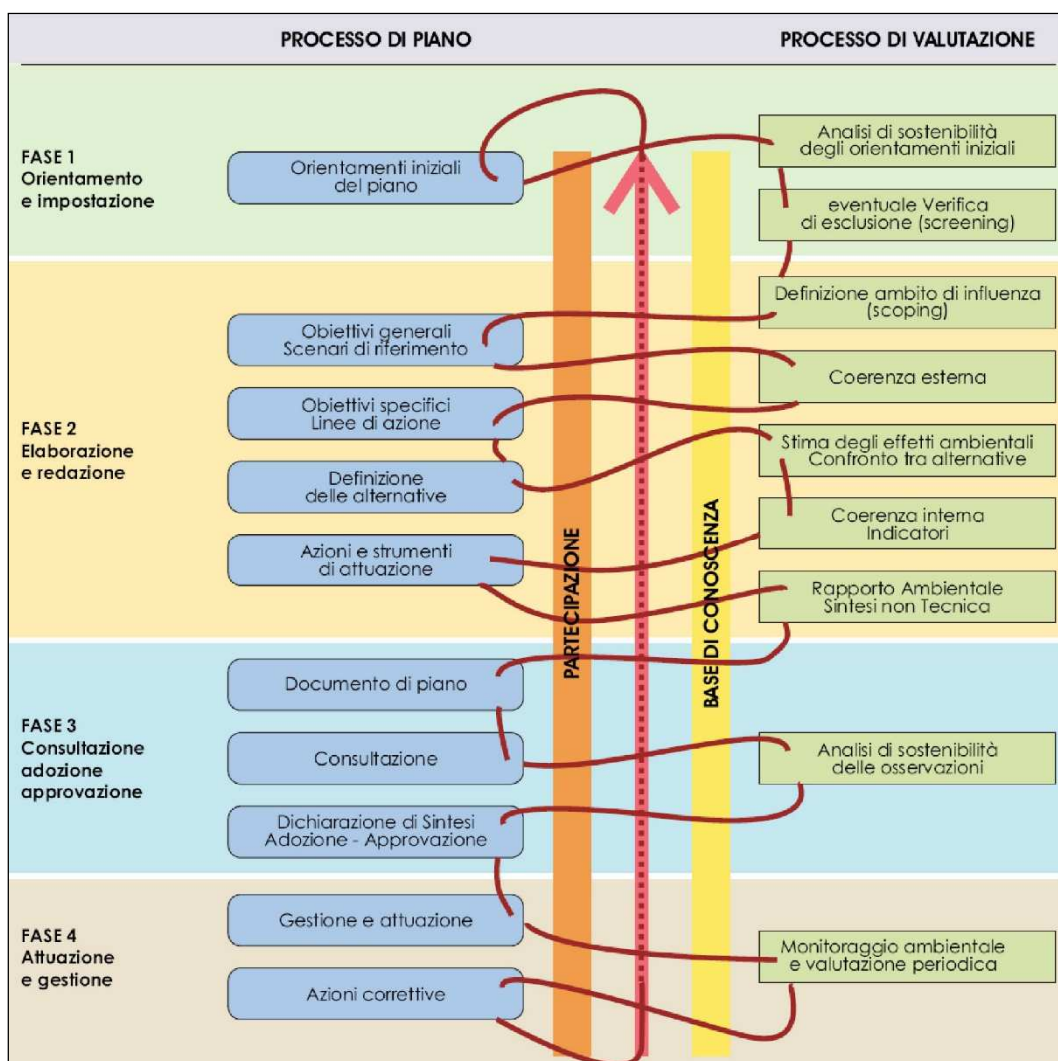 PROCESSO DI PIANO
PROCESSO DI VALUTAZIONE
FASE 1
Orientamento
e impostazione
Orientamenti iniziali
del piano
Analisi di sostenibilità
degli orientamenti iniziali
eventuale Verifica
di esclusione (screening)
FASE 2
Elaborazione
e redazione
Obiettivi generali
Scenari di riferimento
Obiettivi specifici
Linee di azione
Definizione
delle alternative
Azioni e strumenti
di attuazione
Definizione ambito di influenza
(scoping)
Coerenza esterna
Stima degli effetti ambientali
Confronto tra alternative
Coerenza interna
Indicatori
Rapporto Ambientale
Sintesi non Tecnica
PARTECIPAZIONE
BASE DI CONOSCENZA
FASE 3
Consultazione
adozione
approvazione
Documento di piano
Consultazione
Dichiarazione di Sintesi
Adozione - Approvazione
Analisi di sostenibilità
delle osservazioni
FASE 4
Attuazione
e gestione
Gestione e attuazione
Azioni correttive
Monitoraggio ambientale
e valutazione periodica